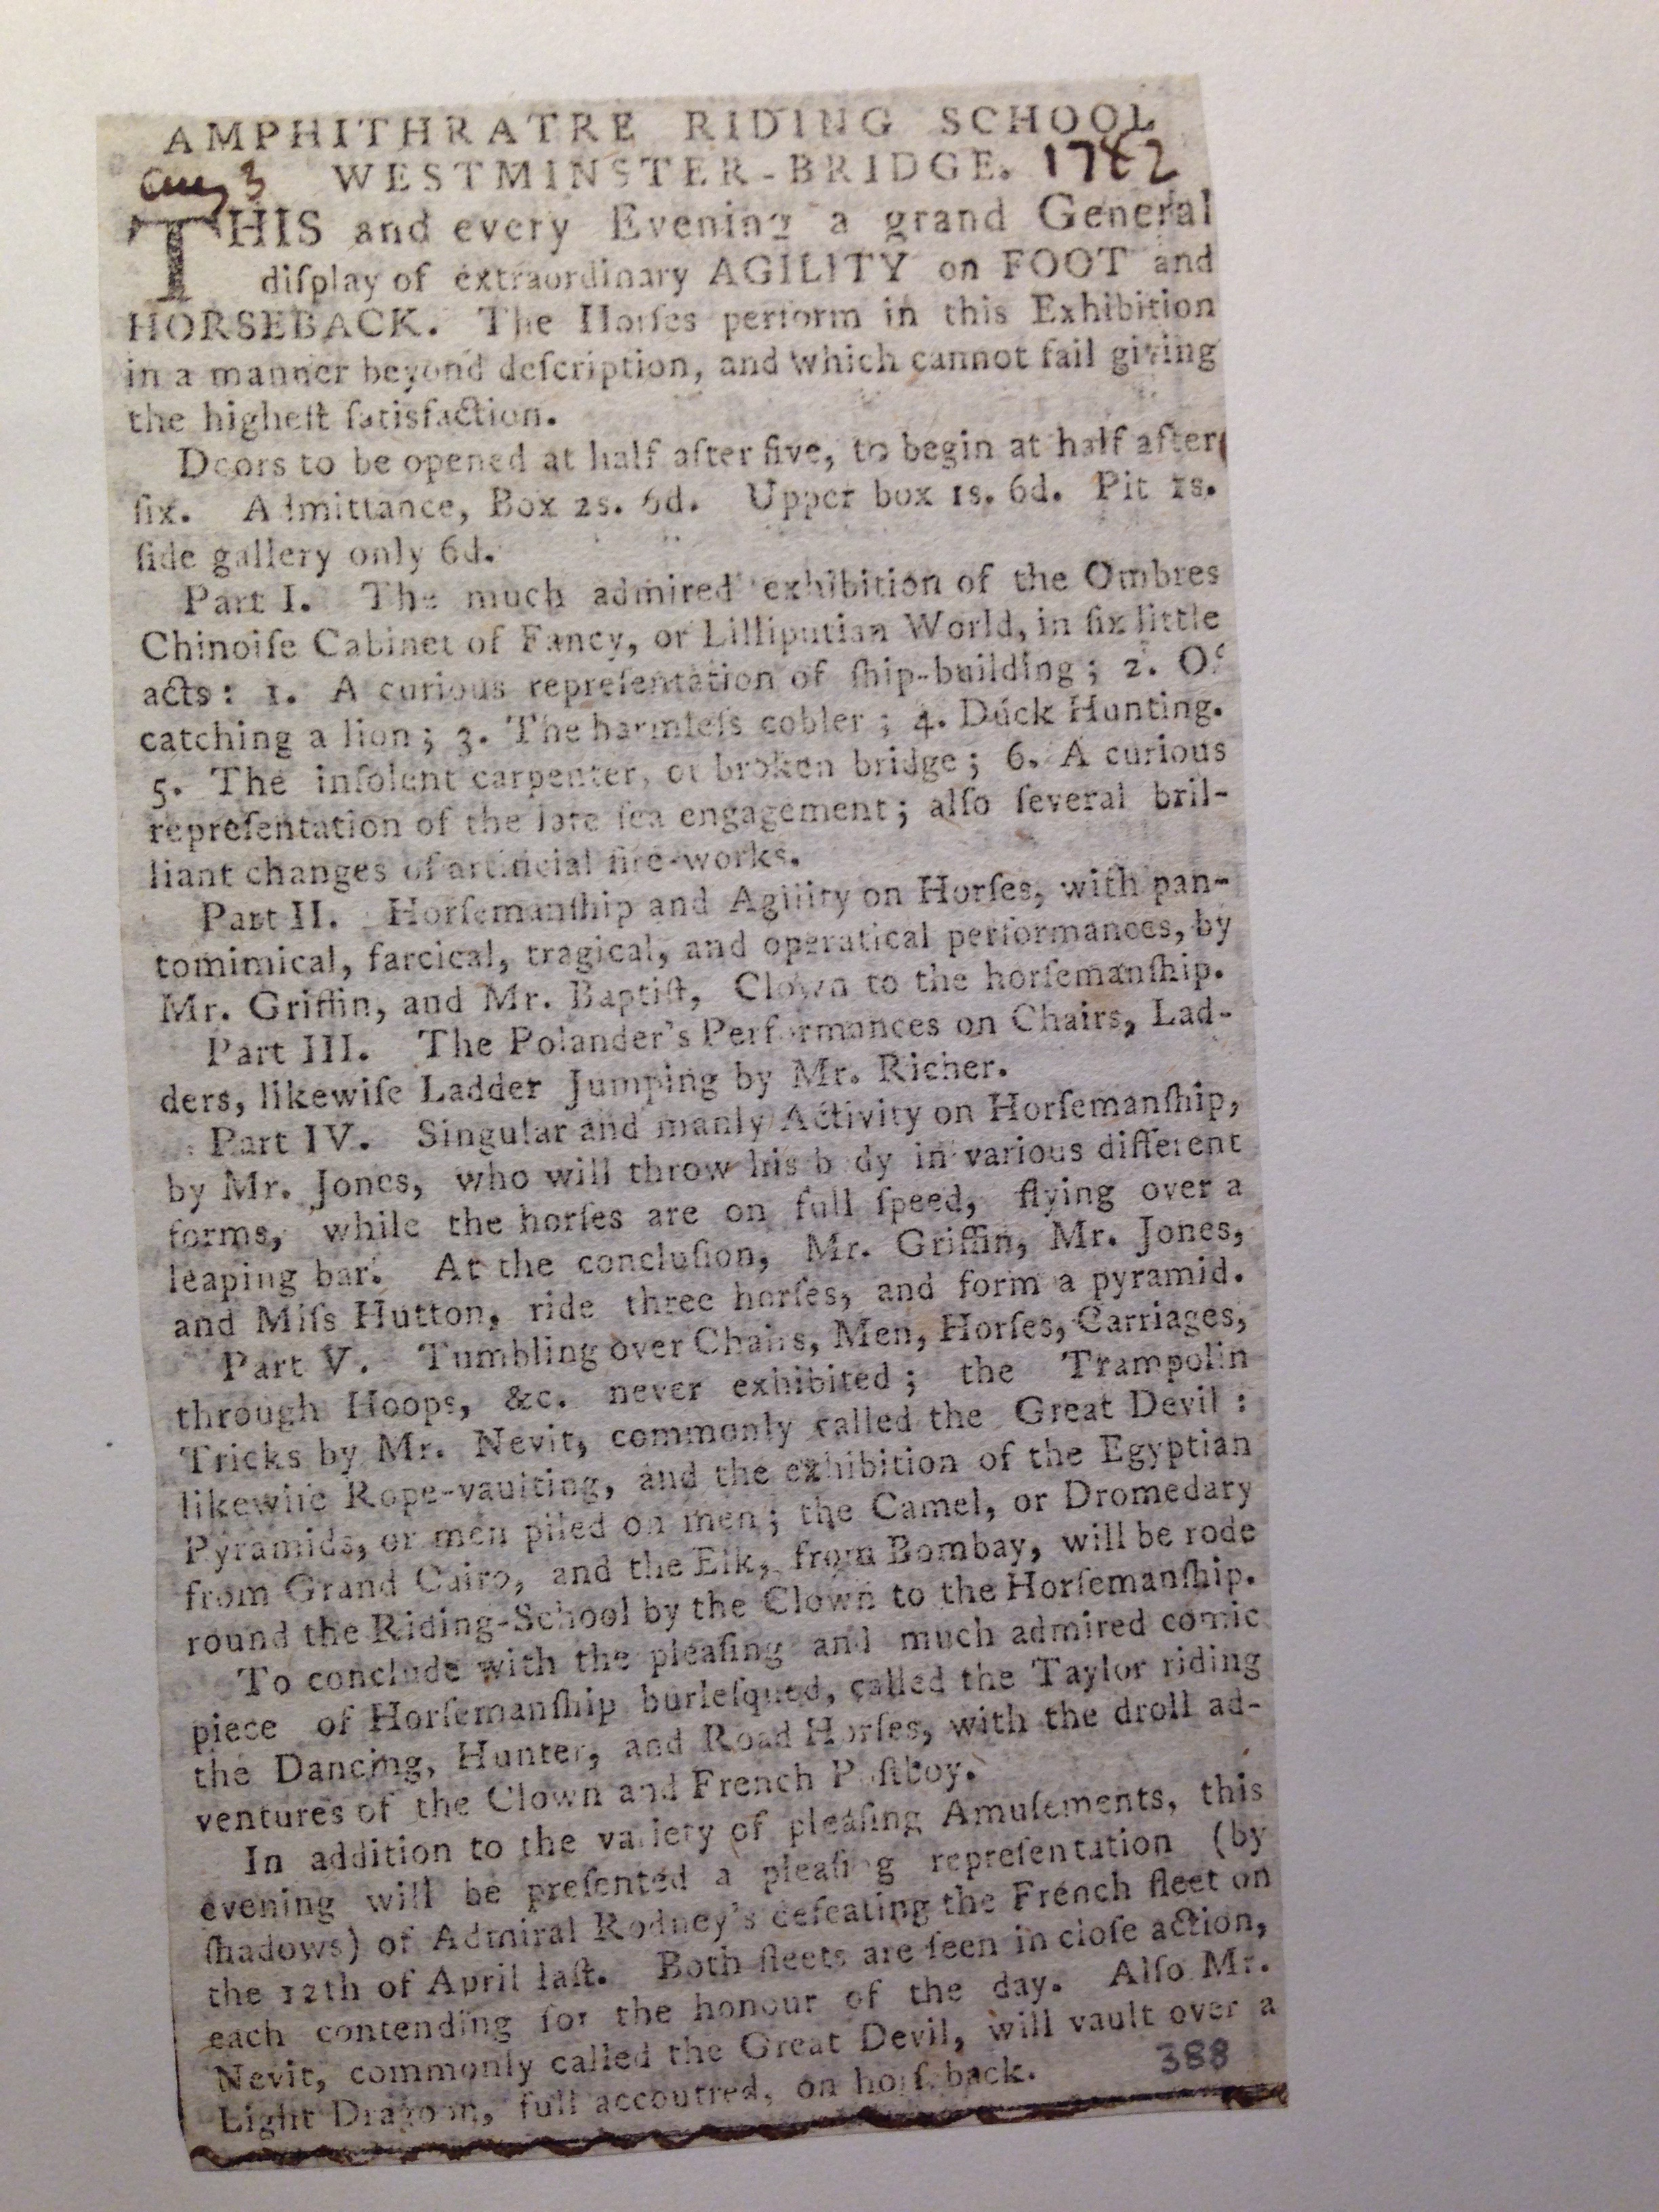 AMPHITHRATRE RIDING SCHOOL
WESTMINSTER-BRIDGE. 1782
Aug 3
THIS and every Evening a grand General
diſplay of extraordinary AGILITY on FOOT and
HORSEBACK. The Horſes perform in this Exhibition
in a manner beyond deſcription, and which cannot fail giving
the higheſt ſatisfaction.
Doors to be opened at half after five, to begin at half after
ſix. Admittance, Box 2s. 6d. Upper box 1s. 6d. Pit 1s.
ſide gallery only 6d.
Part I. The much admired exhibition of the Ombres
Chinoiſe Cabinet of Fancy, or Lilliputian World, in ſix little
acts: 1. A curious repreſentation of ſhip-building; 2. Of
catching a lion; 3. The harmleſs cobler; 4. Duck Hunting.
5. The inſolent carpenter, or broken bridge; 6. A curious
repreſentation of the late ſea engagement; alſo ſeveral bril-
liant changes of artificial fire-works.
Part II. Horſemanſhip and Agility on Horſes, with pan-
tomimical, farcical, tragical, and operatical performances, by
Mr. Griffin, and Mr. Baptiſt, Clown to the horſemanſhip.
Part III. The Polander's Performances on Chairs, Lad-
ders, likewiſe Ladder Jumping by Mr. Richer.
Part IV. Singular and manly Activity on Horſemanſhip,
by Mr. Jones, who will throw his body in various different
forms, while the horſes are on full ſpeed, flying over a
leaping bar. At the concluſion, Mr. Griffin, Mr. Jones,
and Miſs Hutton, ride three horſes, and form a pyramid.
Part V. Tumbling over Chairs, Men, Horſes, Carriages,
through Hoops, &c. never exhibited; the Trampolin
Tricks by Mr. Nevit, commonly called the Great Devil:
likewiſe Rope-vaulting, and the exhibition of the Egyptian
Pyramids, or men piled on men; the Camel, or Dromedary
from Grand Cairo, and the Elk, from Bombay, will be rode
round the Riding-School by the Clown to the Horſemanſhip.
To conclude with the pleaſing and much admired comic
piece of Horſemanſhip burleſqued, called the Taylor riding
the Dancing, Hunter, and Road Horſes, with the droll ad-
ventures of the Clown and French Poſtboy.
In addition to the variety of pleaſing Amuſements, this
evening will be preſented a pleaſing repreſentation (by
ſhadows) of Admiral Rodney's defeating the French fleet on
the 12th of April laſt. Both fleets are ſeen in cloſe action,
each contending for the honour of the day. Alſo Mr.
Nevit, commonly called the Great Devil, will vault over a
Light Dragoon, full accoutred, on horſeback.
388